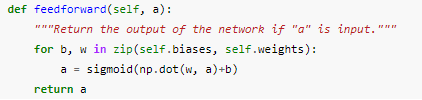 def feedforward(self, a):
    """Return the output of the network if "a" is input."""
    for b, w in zip(self.biases, self.weights):
        a = sigmoid(np.dot(w, a)+b)
    return a